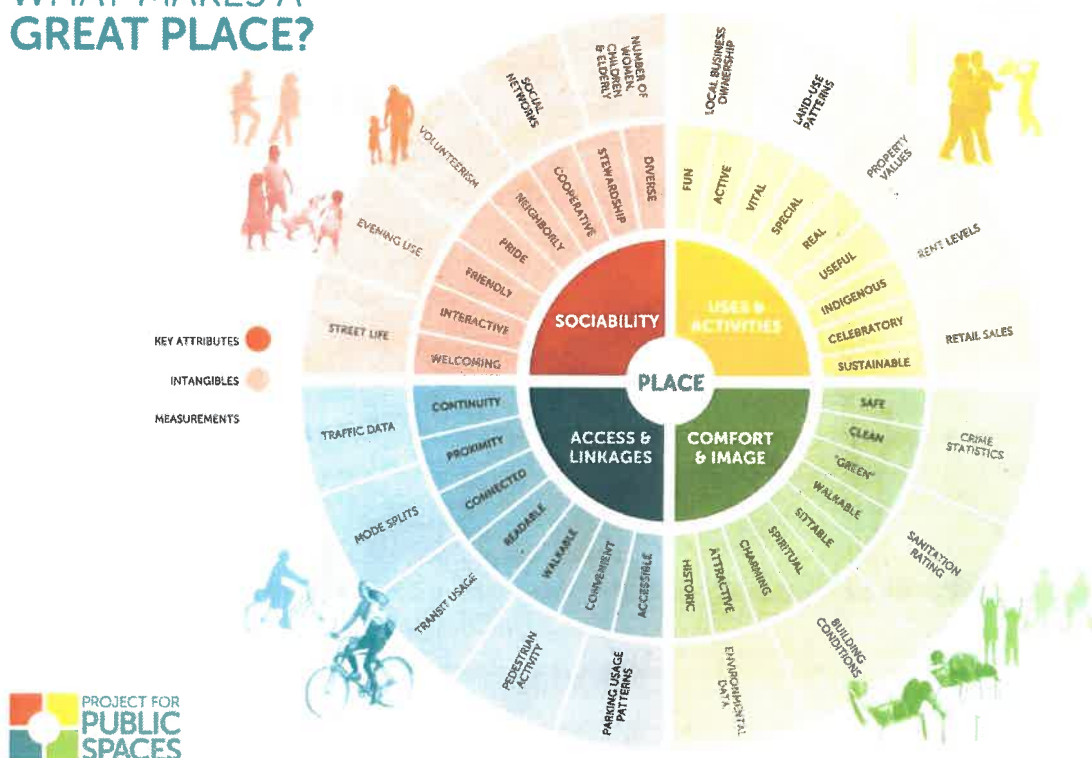 WHAT MAKES A
GREAT PLACE?
KEY ATTRIBUTES
INTANGIBLES
MEASUREMENTS
PLACE
SOCIABILITY
USES &
ACTIVITIES
ACCESS &
LINKAGES
COMFORT
& IMAGE
WELCOMING
INTERACTIVE
FRIENDLY
PRIDE
NEIGHBORLY
COOPERATIVE
STEWARDSHIP
DIVERSE
FUN
ACTIVE
VITAL
SPECIAL
REAL
USEFUL
INDIGENOUS
CELEBRATORY
SUSTAINABLE
SAFE
CLEAN
"GREEN"
WALKABLE
SITTABLE
SPIRITUAL
CHARMING
ATTRACTIVE
HISTORIC
ACCESSIBLE
CONVENIENT
WALKABLE
READABLE
CONNECTED
PROXIMITY
CONTINUITY
STREET LIFE
EVENING USE
VOLUNTEERISM
SOCIAL
NETWORKS
NUMBER OF
WOMEN,
CHILDREN
& ELDERLY
LOCAL BUSINESS
OWNERSHIP
LAND-USE
PATTERNS
PROPERTY
VALUES
RENT LEVELS
RETAIL SALES
CRIME
STATISTICS
SANITATION
RATING
BUILDING
CONDITIONS
ENVIRONMENTAL
DATA
PARKING USAGE
PATTERNS
PEDESTRIAN
ACTIVITY
TRANSIT USAGE
MODE SPLITS
TRAFFIC DATA
PROJECT FOR
PUBLIC
SPACES